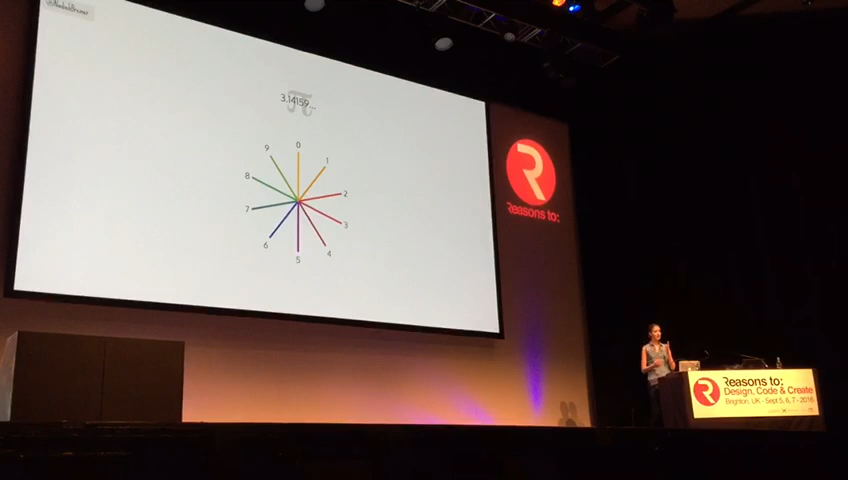 @NadiehBremer
3.14159...
π
0
1
2
3
4
5
6
7
8
9
R
Reasons to:
R
Reasons to:
Design, Code & Create
Brighton, UK - Sept 5, 6, 7 - 2016